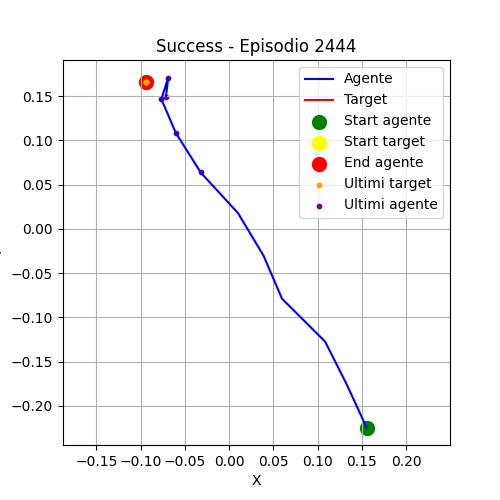 Success - Episodio 2444
Agente
Target
Start agente
Start target
End agente
Ultimi target
Ultimi agente
0.15
0.10
0.05
0.00
−0.05
−0.10
−0.15
−0.20
−0.15 −0.10 −0.05 0.00 0.05 0.10 0.15 0.20
X